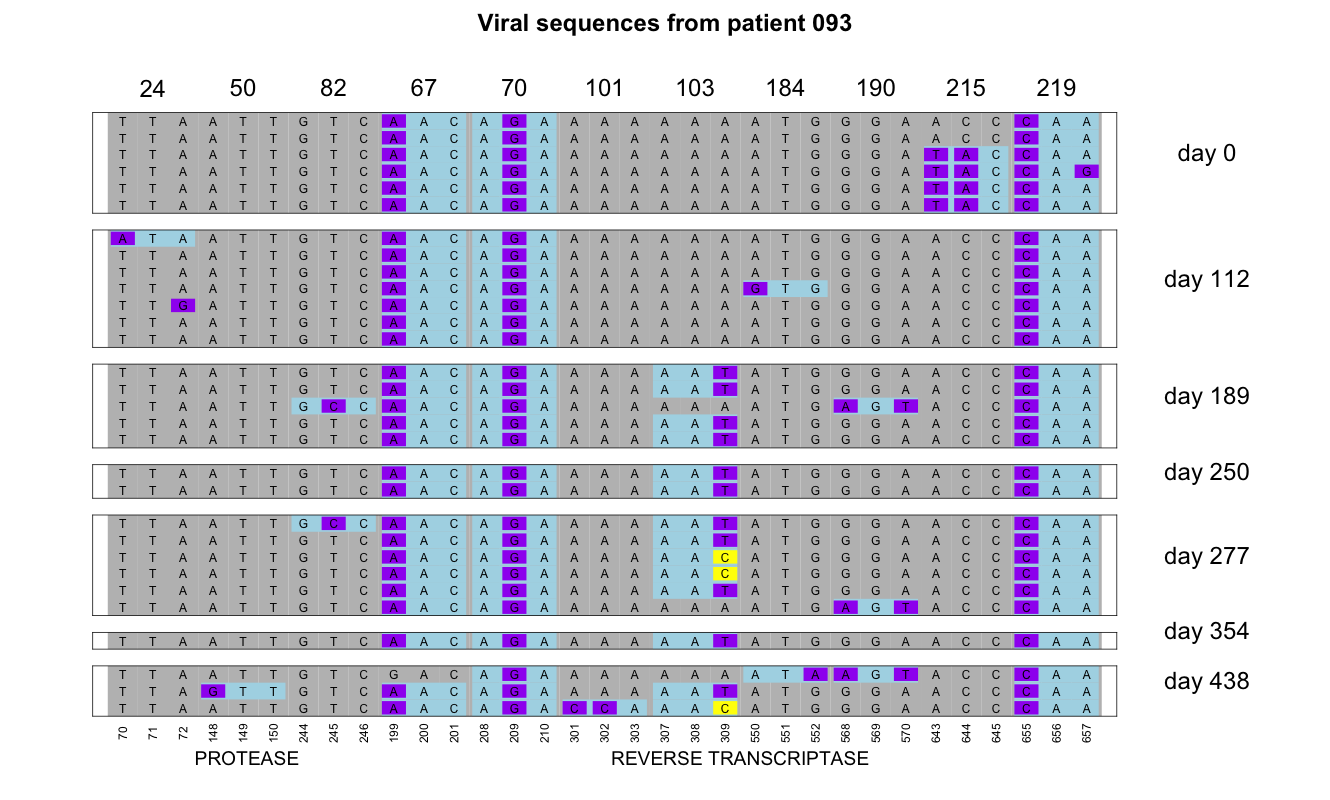 Viral sequences from patient 093
24 50 82 67 70 101 103 184 190 215 219
T T A A T T G T C A A C A G A A A A A A A A T G G G A A C C C A A
T T A A T T G T C A A C A G A A A A A A A A T G G G A A C C C A A
T T A A T T G T C A A C A G A A A A A A A A T G G G A T A C C A A
T T A A T T G T C A A C A G A A A A A A A A T G G G A T A C C A G
T T A A T T G T C A A C A G A A A A A A A A T G G G A T A C C A A
T T A A T T G T C A A C A G A A A A A A A A T G G G A T A C C A A
day 0
A T A A T T G T C A A C A G A A A A A A A A T G G G A A C C C A A
T T A A T T G T C A A C A G A A A A A A A A T G G G A A C C C A A
T T A A T T G T C A A C A G A A A A A A A A T G G G A A C C C A A
T T A A T T G T C A A C A G A A A A A A A G T G G G A A C C C A A
T T G A T T G T C A A C A G A A A A A A A A T G G G A A C C C A A
T T A A T T G T C A A C A G A A A A A A A A T G G G A A C C C A A
T T A A T T G T C A A C A G A A A A A A A A T G G G A A C C C A A
day 112
T T A A T T G T C A A C A G A A A A A A T A T G G G A A C C C A A
T T A A T T G T C A A C A G A A A A A A T A T G G G A A C C C A A
T T A A T T G C C A A C A G A A A A A A A A T G A G T A C C C A A
T T A A T T G T C A A C A G A A A A A A T A T G G G A A C C C A A
T T A A T T G T C A A C A G A A A A A A T A T G G G A A C C C A A
day 189
T T A A T T G T C A A C A G A A A A A A T A T G G G A A C C C A A
T T A A T T G T C A A C A G A A A A A A T A T G G G A A C C C A A
day 250
T T A A T T G C C A A C A G A A A A A A T A T G G G A A C C C A A
T T A A T T G T C A A C A G A A A A A A T A T G G G A A C C C A A
T T A A T T G T C A A C A G A A A A A A C A T G G G A A C C C A A
T T A A T T G T C A A C A G A A A A A A C A T G G G A A C C C A A
T T A A T T G T C A A C A G A A A A A A T A T G G G A A C C C A A
T T A A T T G T C A A C A G A A A A A A A A T G A G T A C C C A A
day 277
T T A A T T G T C A A C A G A A A A A A T A T G G G A A C C C A A
day 354
T T A A T T G T C G A C A G A A A A A A A A T A A G T A C C C A A
T T A G T T G T C A A C A G A A A A A A T A T G G G A A C C C A A
T T A A T T G T C A A C A G A C C A A A C A T G G G A A C C C A A
day 438
70 71 72 148 149 150 244 245 246 199 200 201 208 209 210 301 302 303 307 308 309 550 551 552 568 569 570 643 644 645 655 656 657
PROTEASE REVERSE TRANSCRIPTASE